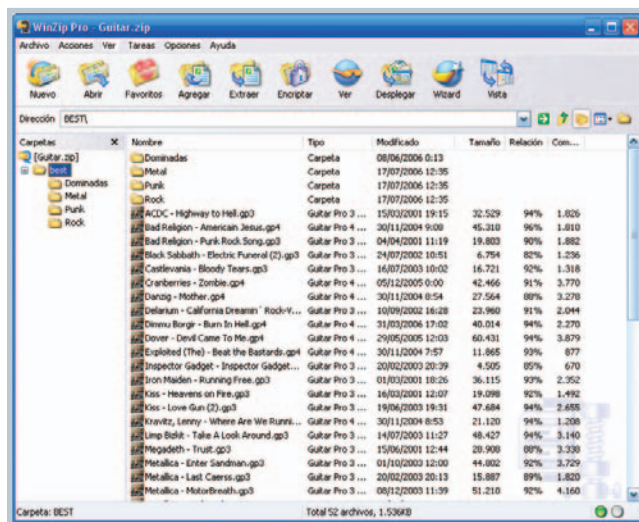 WinZip Pro - Guitar.zip
Archivo Acciones Ver Tareas Opciones Ayuda
Nuevo Abrir Favoritos Agregar Extraer Encriptar Ver Desplegar Wizard Vista
Dirección BEST\
Carpetas x Nombre Tipo Modificado Tamaño Relación Com...
[Guitar.zip] Dominadas Carpeta 08/06/2006 0:13
best Metal Carpeta 17/07/2006 12:35
Dominadas Punk Carpeta 17/07/2006 12:35
Metal Rock Carpeta 17/07/2006 12:35
Punk ACDC - Highway to Hell.gp3 Guitar Pro 3 ... 15/03/2001 19:15 32.529 94% 1.826
Rock Bad Religion - Americain Jesus.gp4 Guitar Pro 4 ... 30/11/2004 9:08 45.310 96% 1.810
Bad Religion - Punk Rock Song.gp3 Guitar Pro 3 ... 04/04/2001 11:19 19.803 90% 1.882
Black Sabbath - Electric Funeral (2).gp3 Guitar Pro 3 ... 24/07/2002 10:51 6.754 82% 1.236
Castlevania - Bloody Tears.gp3 Guitar Pro 3 ... 16/07/2003 10:02 16.721 92% 1.318
Cranberries - Zombie.gp4 Guitar Pro 4 ... 05/12/2005 0:00 42.466 91% 3.770
Danzig - Mother.gp4 Guitar Pro 4 ... 30/11/2004 8:54 27.564 88% 3.278
Delarium - California Dreamin´ Rock-V... Guitar Pro 3 ... 10/09/2002 16:28 23.960 91% 2.044
Dimmu Borgir - Burn In Hell.gp4 Guitar Pro 4 ... 31/03/2006 17:02 40.014 94% 2.270
Dover - Devil Came To Me.gp4 Guitar Pro 4 ... 29/05/2005 12:03 60.431 94% 3.879
Exploited (The) - Beat the Bastards.gp4 Guitar Pro 4 ... 30/11/2004 7:57 11.865 93% 877
Inspector Gadget - Inspector Gadget... Guitar Pro 3 ... 20/02/2003 20:39 4.505 85% 670
Iron Maiden - Running Free.gp3 Guitar Pro 3 ... 01/03/2001 18:26 36.115 93% 2.352
Kiss - Heavens on Fire.gp3 Guitar Pro 3 ... 16/03/2001 12:07 19.098 92% 1.492
Kiss - Love Gun (2).gp3 Guitar Pro 3 ... 19/06/2003 19:31 47.684 94% 2.655
Kravitz, Lenny - Where Are We Runni... Guitar Pro 4 ... 30/11/2004 8:53 21.120 94% 1.208
Limp Bizkit - Take A Look Around.gp3 Guitar Pro 3 ... 14/07/2003 11:27 48.427 94% 3.140
Megadeth - Trust.gp3 Guitar Pro 3 ... 15/06/2001 12:44 28.908 88% 3.338
Metallica - Enter Sandman.gp3 Guitar Pro 3 ... 01/10/2003 12:00 44.802 92% 3.729
Metallica - Last Caerss.gp3 Guitar Pro 3 ... 20/02/2003 20:13 15.887 89% 1.820
Metallica - MotorBreath.gp3 Guitar Pro 3 ... 08/12/2003 11:39 51.210 92% 4.160
Carpeta: BEST Total 52 archivos, 1.536KB